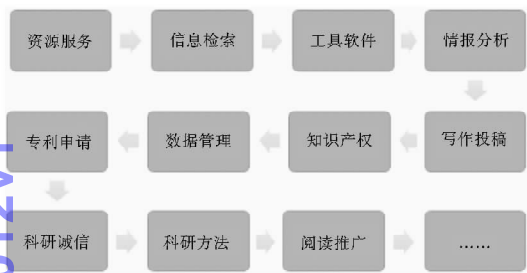 资源服务
信息检索
工具软件
情报分析
写作投稿
知识产权
数据管理
专利申请
科研诚信
科研方法
阅读推广
……